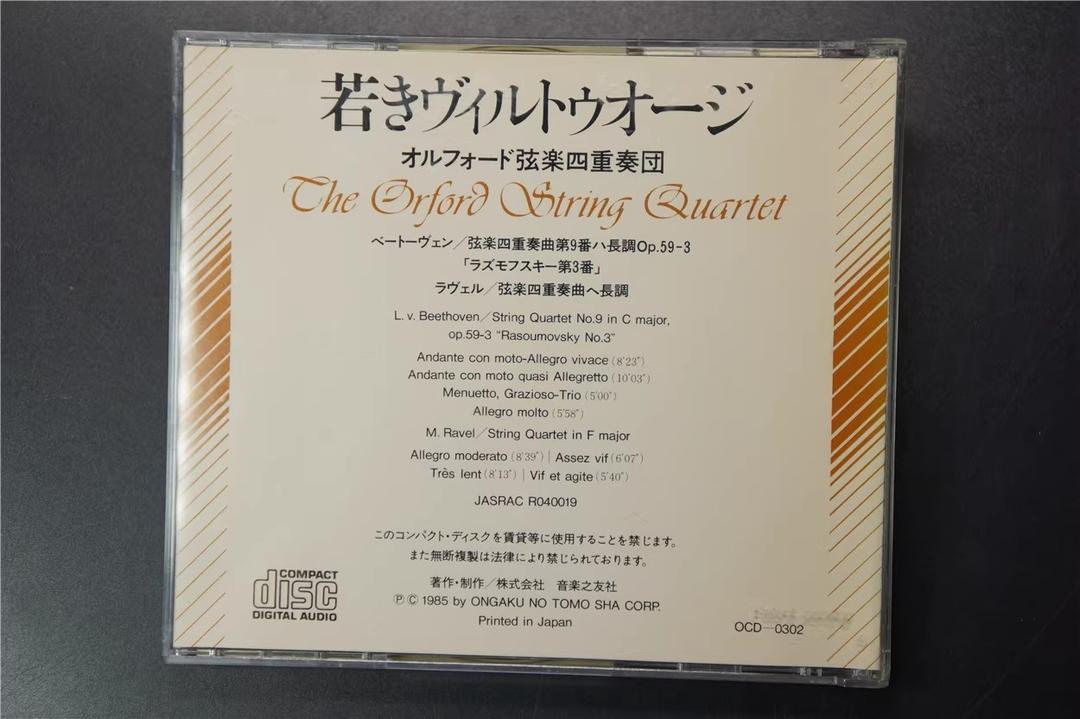 若きヴィルトゥオージ
オルフォード弦楽四重奏団
The Orford String Quartet
ベートーヴェン／弦楽四重奏曲第9番ハ長調Op.59-3
「ラズモフスキー第3番」
ラヴェル／弦楽四重奏曲ヘ長調
L. v. Beethoven／String Quartet No.9 in C major,
op.59-3 “Rasoumovsky No.3”
Andante con moto-Allegro vivace (8'23")
Andante con moto quasi Allegretto (10'03")
Menuetto, Grazioso-Trio (5'00")
Allegro molto (5'58")
M. Ravel／String Quartet in F major
Allegro moderato (8'39") | Assez vif (6'07")
Très lent (8'13") | Vif et agite (5'40")
JASRAC R040019
このコンパクト・ディスクを賃貸等に使用することを禁じます。
また無断複製は法律により禁じられております。
著作・制作／株式会社 音楽之友社
Ⓟ Ⓒ 1985 by ONGAKU NO TOMO SHA CORP.
Printed in Japan
COMPACT
disc
DIGITAL AUDIO
OCD—0302